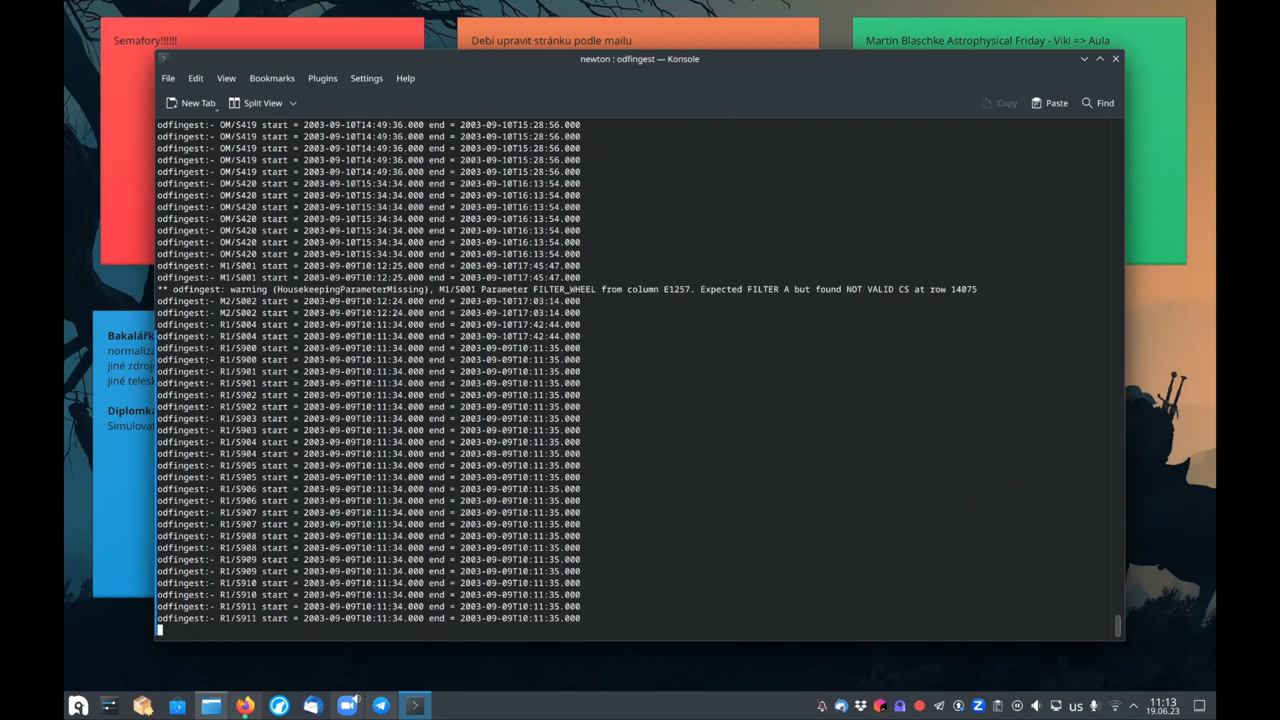 Semafory!!!!!!
Debi upravit stránku podle mailu
Martin Blaschke Astrophysical Friday - Viki => Aula
newton : odfingest — Konsole
File Edit View Bookmarks Plugins Settings Help
New Tab Split View Copy Paste Find
odfingest:- OM/S419 start = 2003-09-10T14:49:36.000 end = 2003-09-10T15:28:56.000
odfingest:- OM/S419 start = 2003-09-10T14:49:36.000 end = 2003-09-10T15:28:56.000
odfingest:- OM/S419 start = 2003-09-10T14:49:36.000 end = 2003-09-10T15:28:56.000
odfingest:- OM/S419 start = 2003-09-10T14:49:36.000 end = 2003-09-10T15:28:56.000
odfingest:- OM/S419 start = 2003-09-10T14:49:36.000 end = 2003-09-10T15:28:56.000
odfingest:- OM/S420 start = 2003-09-10T15:34:34.000 end = 2003-09-10T16:13:54.000
odfingest:- OM/S420 start = 2003-09-10T15:34:34.000 end = 2003-09-10T16:13:54.000
odfingest:- OM/S420 start = 2003-09-10T15:34:34.000 end = 2003-09-10T16:13:54.000
odfingest:- OM/S420 start = 2003-09-10T15:34:34.000 end = 2003-09-10T16:13:54.000
odfingest:- OM/S420 start = 2003-09-10T15:34:34.000 end = 2003-09-10T16:13:54.000
odfingest:- OM/S420 start = 2003-09-10T15:34:34.000 end = 2003-09-10T16:13:54.000
odfingest:- OM/S420 start = 2003-09-10T15:34:34.000 end = 2003-09-10T16:13:54.000
odfingest:- M1/S001 start = 2003-09-09T10:12:25.000 end = 2003-09-10T17:45:47.000
odfingest:- M1/S001 start = 2003-09-09T10:12:25.000 end = 2003-09-10T17:45:47.000
** odfingest: warning (HousekeepingParameterMissing), M1/S001 Parameter FILTER_WHEEL from column E1257. Expected FILTER A but found NOT VALID CS at row 14075
odfingest:- M2/S002 start = 2003-09-09T10:12:24.000 end = 2003-09-10T17:03:14.000
odfingest:- M2/S002 start = 2003-09-09T10:12:24.000 end = 2003-09-10T17:03:14.000
odfingest:- R1/S004 start = 2003-09-09T10:11:35.000 end = 2003-09-10T17:42:44.000
odfingest:- R1/S004 start = 2003-09-09T10:11:35.000 end = 2003-09-10T17:42:44.000
odfingest:- R1/S900 start = 2003-09-09T10:11:34.000 end = 2003-09-09T10:11:35.000
odfingest:- R1/S900 start = 2003-09-09T10:11:34.000 end = 2003-09-09T10:11:35.000
odfingest:- R1/S901 start = 2003-09-09T10:11:34.000 end = 2003-09-09T10:11:35.000
odfingest:- R1/S901 start = 2003-09-09T10:11:34.000 end = 2003-09-09T10:11:35.000
odfingest:- R1/S902 start = 2003-09-09T10:11:34.000 end = 2003-09-09T10:11:35.000
odfingest:- R1/S902 start = 2003-09-09T10:11:34.000 end = 2003-09-09T10:11:35.000
odfingest:- R1/S903 start = 2003-09-09T10:11:34.000 end = 2003-09-09T10:11:35.000
odfingest:- R1/S903 start = 2003-09-09T10:11:34.000 end = 2003-09-09T10:11:35.000
odfingest:- R1/S904 start = 2003-09-09T10:11:34.000 end = 2003-09-09T10:11:35.000
odfingest:- R1/S904 start = 2003-09-09T10:11:34.000 end = 2003-09-09T10:11:35.000
odfingest:- R1/S905 start = 2003-09-09T10:11:34.000 end = 2003-09-09T10:11:35.000
odfingest:- R1/S905 start = 2003-09-09T10:11:34.000 end = 2003-09-09T10:11:35.000
odfingest:- R1/S906 start = 2003-09-09T10:11:34.000 end = 2003-09-09T10:11:35.000
odfingest:- R1/S906 start = 2003-09-09T10:11:34.000 end = 2003-09-09T10:11:35.000
odfingest:- R1/S907 start = 2003-09-09T10:11:34.000 end = 2003-09-09T10:11:35.000
odfingest:- R1/S907 start = 2003-09-09T10:11:34.000 end = 2003-09-09T10:11:35.000
odfingest:- R1/S908 start = 2003-09-09T10:11:34.000 end = 2003-09-09T10:11:35.000
odfingest:- R1/S908 start = 2003-09-09T10:11:34.000 end = 2003-09-09T10:11:35.000
odfingest:- R1/S909 start = 2003-09-09T10:11:34.000 end = 2003-09-09T10:11:35.000
odfingest:- R1/S909 start = 2003-09-09T10:11:34.000 end = 2003-09-09T10:11:35.000
odfingest:- R1/S910 start = 2003-09-09T10:11:34.000 end = 2003-09-09T10:11:35.000
odfingest:- R1/S910 start = 2003-09-09T10:11:34.000 end = 2003-09-09T10:11:35.000
odfingest:- R1/S911 start = 2003-09-09T10:11:34.000 end = 2003-09-09T10:11:35.000
odfingest:- R1/S911 start = 2003-09-09T10:11:34.000 end = 2003-09-09T10:11:35.000
Bakalářk
normaliza
jiné zdroj
jiné telesk
Diplomka
Simulovat
us
11:13
19.06.23